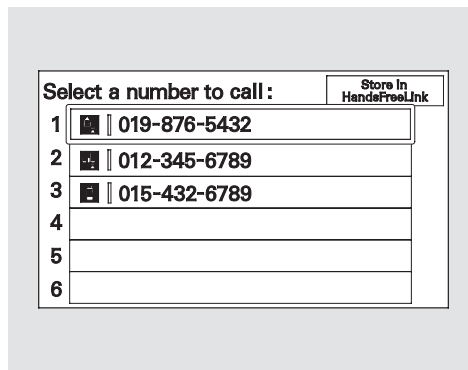 Select a number to call:
Store in
HandsFreeLink
1 019-876-5432
2 012-345-6789
3 015-432-6789
4
5
6